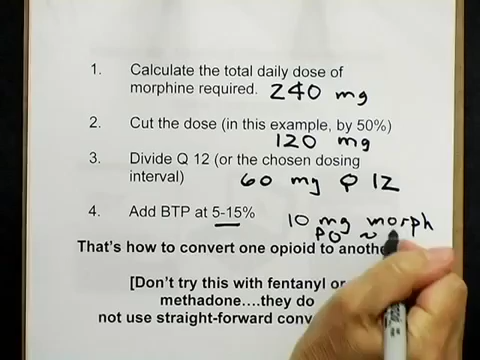 1. Calculate the total daily dose of
morphine required. 240 mg
2. Cut the dose (in this example, by 50%)
120 mg
3. Divide Q 12 (or the chosen dosing
interval) 60 mg Q 12
4. Add BTP at 5-15% 10 mg morph
PO ~
That's how to convert one opioid to
[Don't try this with fentanyl or
methadone....they do
not use straight-forward